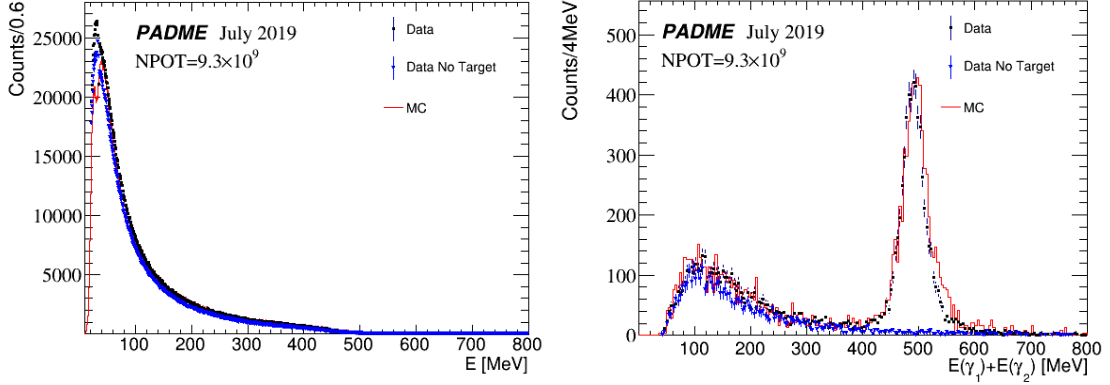 Counts/0.6
25000
20000
15000
10000
5000
0
PADME July 2019
NPOT=9.3×10⁹
Data
Data No Target
MC
100 200 300 400 500 600 700 800
E [MeV]
Counts/4MeV
500
400
300
200
100
0
PADME July 2019
NPOT=9.3×10⁹
Data
Data No Target
MC
100 200 300 400 500 600 700 800
E(γ₁)+E(γ₂) [MeV]